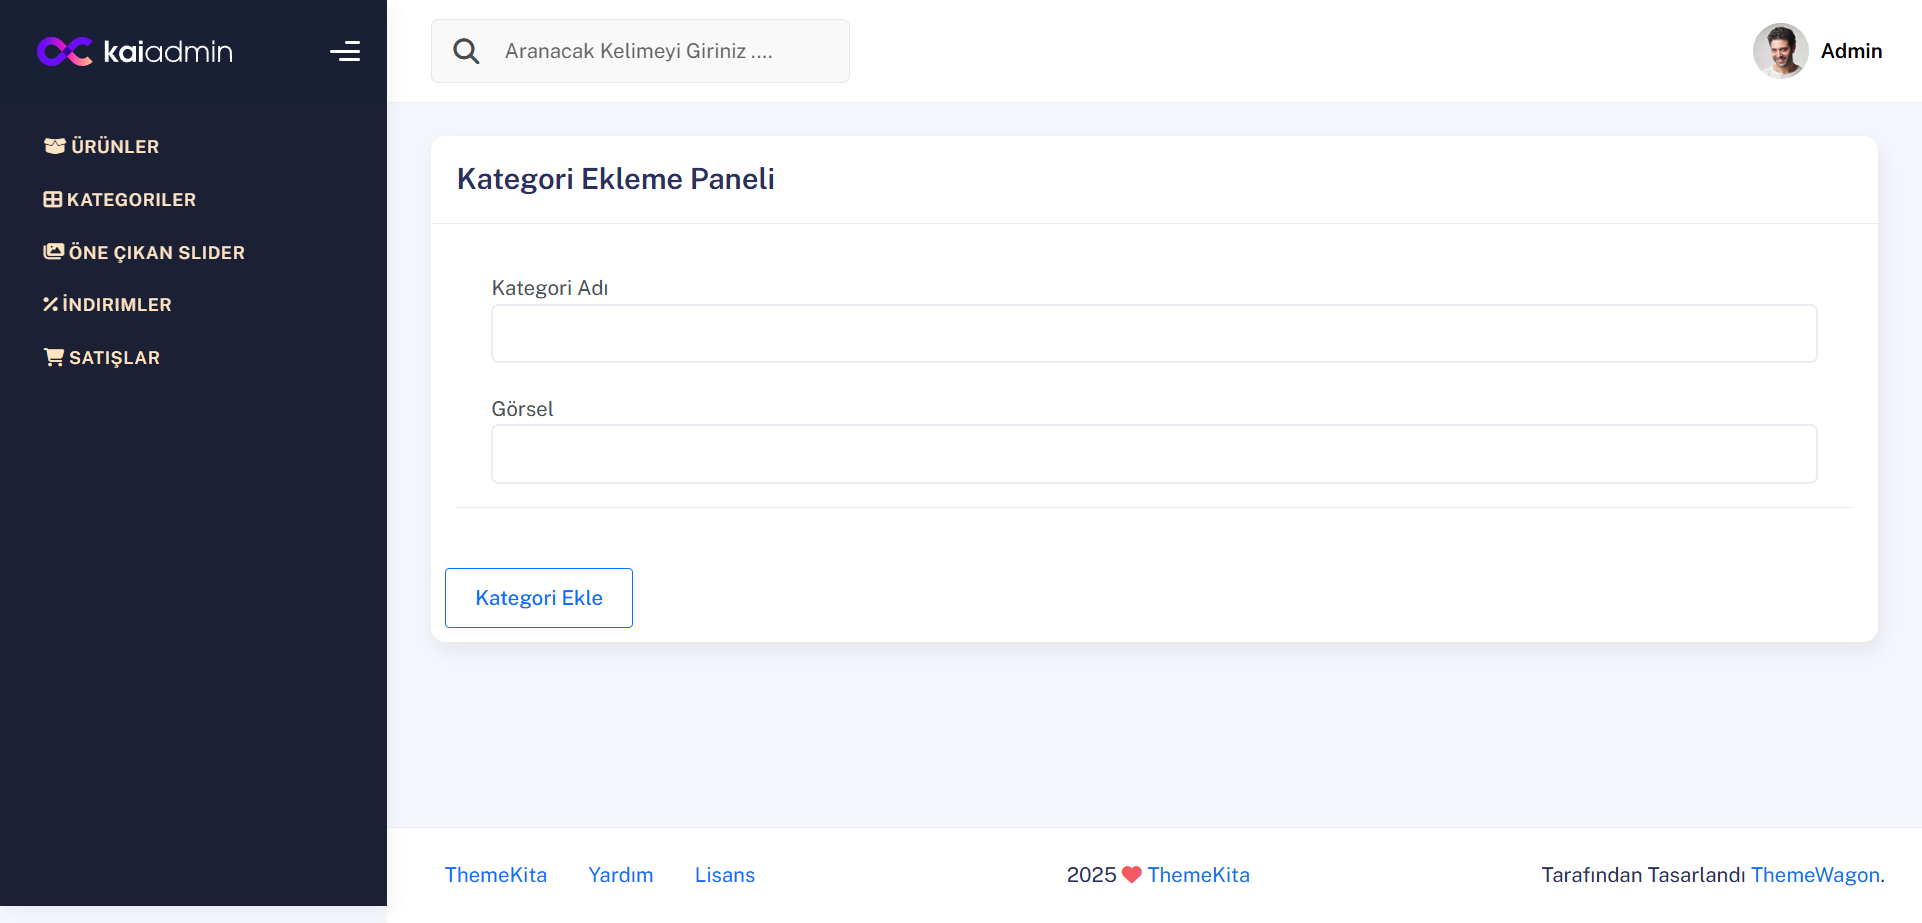 kaiadmin
Aranacak Kelimeyi Giriniz ....
Admin
ÜRÜNLER
KATEGORILER
ÖNE ÇIKAN SLIDER
İNDIRIMLER
SATIŞLAR
Kategori Ekleme Paneli
Kategori Adı
Görsel
Kategori Ekle
ThemeKita Yardım Lisans
2025 ThemeKita
Tarafından Tasarlandı ThemeWagon.